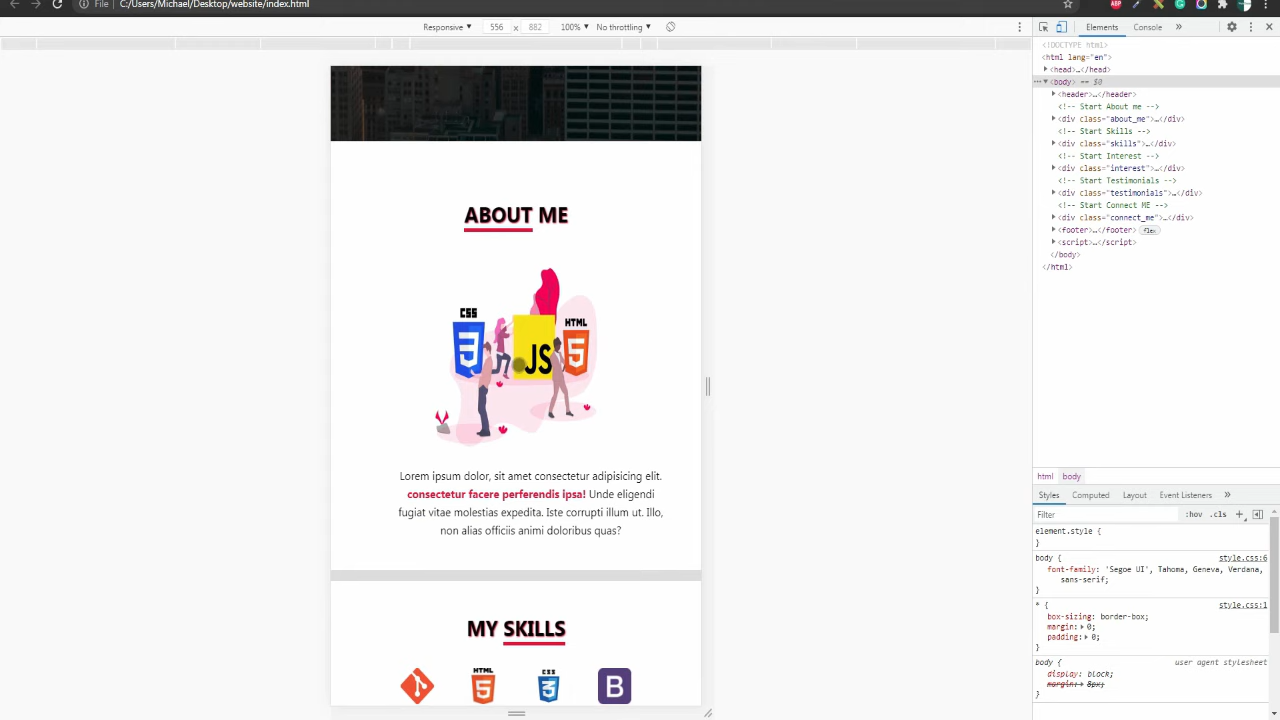 File C:/Users/Michael/Desktop/website/index.html
Responsive 556 x 882 100% No throttling
Elements Console »
ABOUT ME
CSS
HTML
JS
Lorem ipsum dolor, sit amet consectetur adipisicing elit.
consectetur facere perferendis ipsa! Unde eligendi
fugiat vitae molestias expedita. Iste corrupti illum ut. Illo,
non alias officiis animi doloribus quas?
MY SKILLS
HTML
5
CSS
3
B
<!DOCTYPE html>
<html lang="en">
<head>…</head>
<body> == $0
<header>…</header>
<!-- Start About me -->
<div class="about_me">…</div>
<!-- Start Skills -->
<div class="skills">…</div>
<!-- Start Interest -->
<div class="interest">…</div>
<!-- Start Testimonials -->
<div class="testimonials">…</div>
<!-- Start Connect ME -->
<div class="connect_me">…</div>
<footer>…</footer> flex
<script>…</script>
</body>
</html>
html body
Styles Computed Layout Event Listeners »
Filter :hov .cls +
element.style {
}
body { style.css:6
font-family: 'Segoe UI', Tahoma, Geneva, Verdana,
sans-serif;
}
* { style.css:1
box-sizing: border-box;
margin: 0;
padding: 0;
}
body { user agent stylesheet
display: block;
margin: 8px;
}